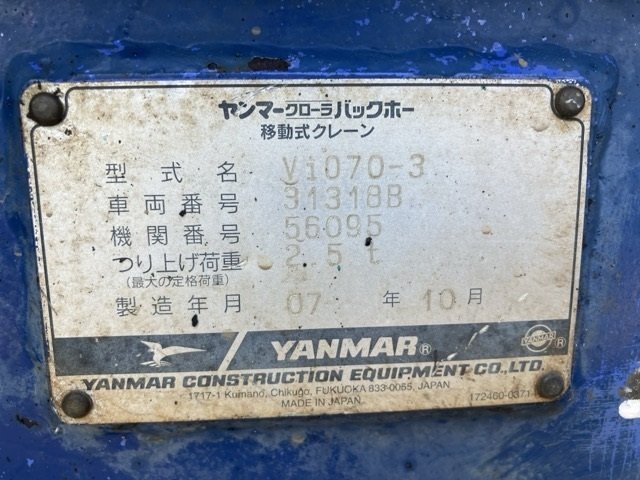 ヤンマークローラバックホー
移動式クレーン
型式名 Vi070-3
車両番号 31318B
機関番号 56095
つり上げ荷重 2.5t
(最大の定格荷重)
製造年月 07 年 10 月
YANMAR®
YANMAR ®
YANMAR CONSTRUCTION EQUIPMENT CO.,LTD.
1717-1 Kumano, Chikugo, FUKUOKA 833-0055, JAPAN
MADE IN JAPAN